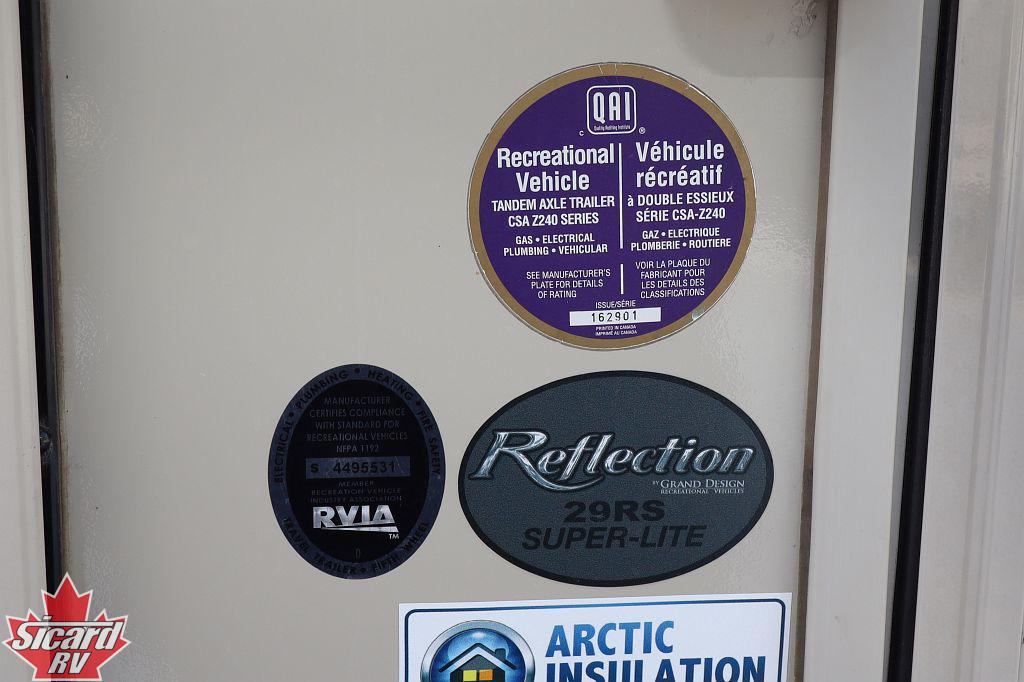 QAI
Quality Auditing Institute
C ®
Recreational
Vehicle
TANDEM AXLE TRAILER
CSA Z240 SERIES
GAS • ELECTRICAL
PLUMBING • VEHICULAR
SEE MANUFACTURER'S
PLATE FOR DETAILS
OF RATING
Véhicule
récréatif
à DOUBLE ESSIEUX
SÉRIE CSA-Z240
GAZ • ELECTRIQUE
PLOMBERIE • ROUTIERE
VOIR LA PLAQUE DU
FABRICANT POUR
LES DETAILS DES
CLASSIFICATIONS
ISSUE/SÉRIE
162901
PRINTED IN CANADA
IMPRIMÉ AU CANADA
ELECTRICAL • PLUMBING • HEATING • FIRE SAFETY
MANUFACTURER
CERTIFIES COMPLIANCE
WITH STANDARD FOR
RECREATIONAL VEHICLES
NFPA 1192
S 4495531
MEMBER
RECREATION VEHICLE
INDUSTRY ASSOCIATION
RVIA
TM
D
TRAVEL TRAILER • FIFTH WHEEL
Reflection
BY GRAND DESIGN
RECREATIONAL VEHICLES
29RS
SUPER-LITE
ARCTIC
INSULATION
Sicard
RV